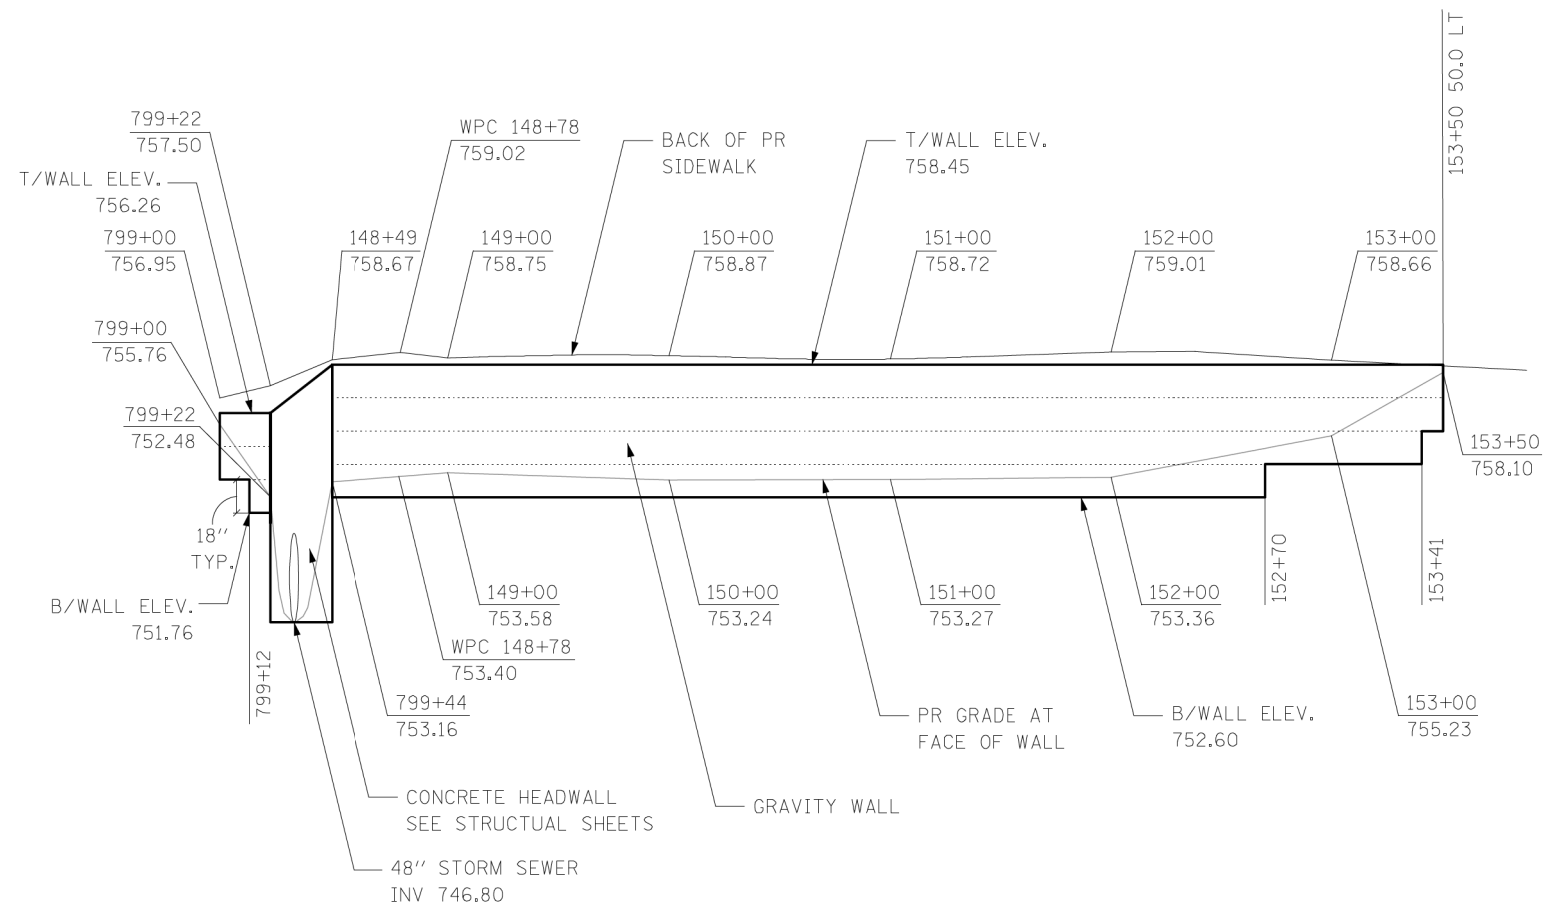 153+50 50.0 LT
799+22
757.50
WPC 148+78
759.02
BACK OF PR
SIDEWALK
T/WALL ELEV.
758.45
T/WALL ELEV.
756.26
799+00
756.95
148+49
758.67
149+00
758.75
150+00
758.87
151+00
758.72
152+00
759.01
153+00
758.66
799+00
755.76
799+22
752.48
153+50
758.10
18''
TYP.
B/WALL ELEV.
751.76
799+12
149+00
753.58
150+00
753.24
151+00
753.27
152+00
753.36
152+70
153+41
WPC 148+78
753.40
799+44
753.16
PR GRADE AT
FACE OF WALL
B/WALL ELEV.
752.60
153+00
755.23
CONCRETE HEADWALL
SEE STRUCTUAL SHEETS
GRAVITY WALL
48'' STORM SEWER
INV 746.80